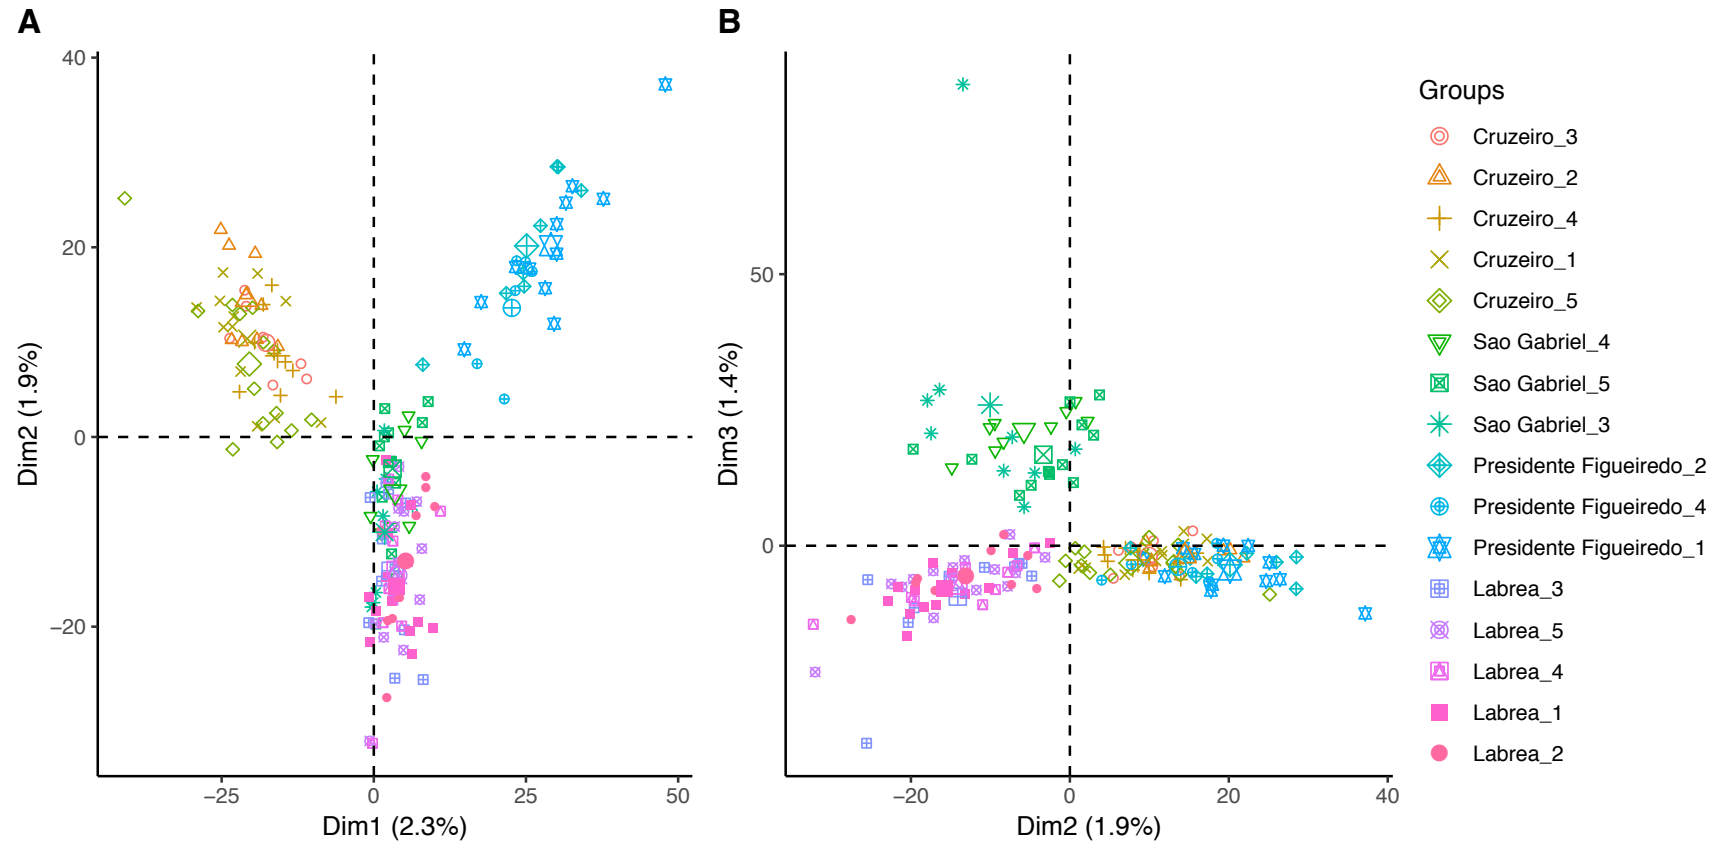 A
B
40
20
0
−20
−25
0
25
50
Dim1 (2.3%)
Dim2 (1.9%)
50
0
−20
0
20
40
Dim2 (1.9%)
Dim3 (1.4%)
Groups
Cruzeiro_3
Cruzeiro_2
Cruzeiro_4
Cruzeiro_1
Cruzeiro_5
Sao Gabriel_4
Sao Gabriel_5
Sao Gabriel_3
Presidente Figueiredo_2
Presidente Figueiredo_4
Presidente Figueiredo_1
Labrea_3
Labrea_5
Labrea_4
Labrea_1
Labrea_2